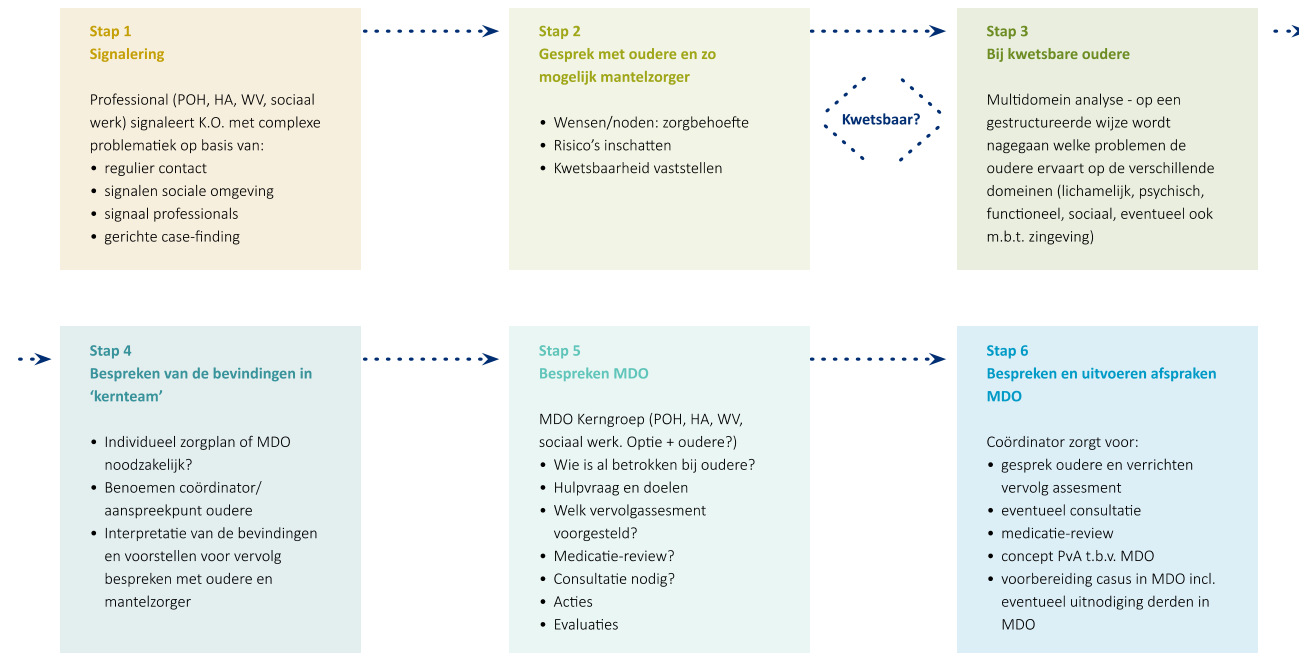 Stap 1
Signalering
Professional (POH, HA, WV, sociaal
werk) signaleert K.O. met complexe
problematiek op basis van:
• regulier contact
• signalen sociale omgeving
• signaal professionals
• gerichte case-finding
Stap 2
Gesprek met oudere en zo
mogelijk mantelzorger
• Wensen/noden: zorgbehoefte
• Risico's inschatten
• Kwetsbaarheid vaststellen
Kwetsbaar?
Stap 3
Bij kwetsbare oudere
Multidomein analyse - op een
gestructureerde wijze wordt
nagegaan welke problemen de
oudere ervaart op de verschillende
domeinen (lichamelijk, psychisch,
functioneel, sociaal, eventueel ook
m.b.t. zingeving)
Stap 4
Bespreken van de bevindingen in
‘kernteam’
• Individueel zorgplan of MDO
noodzakelijk?
• Benoemen coördinator/
aanspreekpunt oudere
• Interpretatie van de bevindingen
en voorstellen voor vervolg
bespreken met oudere en
mantelzorger
Stap 5
Bespreken MDO
MDO Kerngroep (POH, HA, WV,
sociaal werk. Optie + oudere?)
• Wie is al betrokken bij oudere?
• Hulpvraag en doelen
• Welk vervolgassesment
voorgesteld?
• Medicatie-review?
• Consultatie nodig?
• Acties
• Evaluaties
Stap 6
Bespreken en uitvoeren afspraken
MDO
Coördinator zorgt voor:
• gesprek oudere en verrichten
vervolg assesment
• eventueel consultatie
• medicatie-review
• concept PvA t.b.v. MDO
• voorbereiding casus in MDO incl.
eventueel uitnodiging derden in
MDO